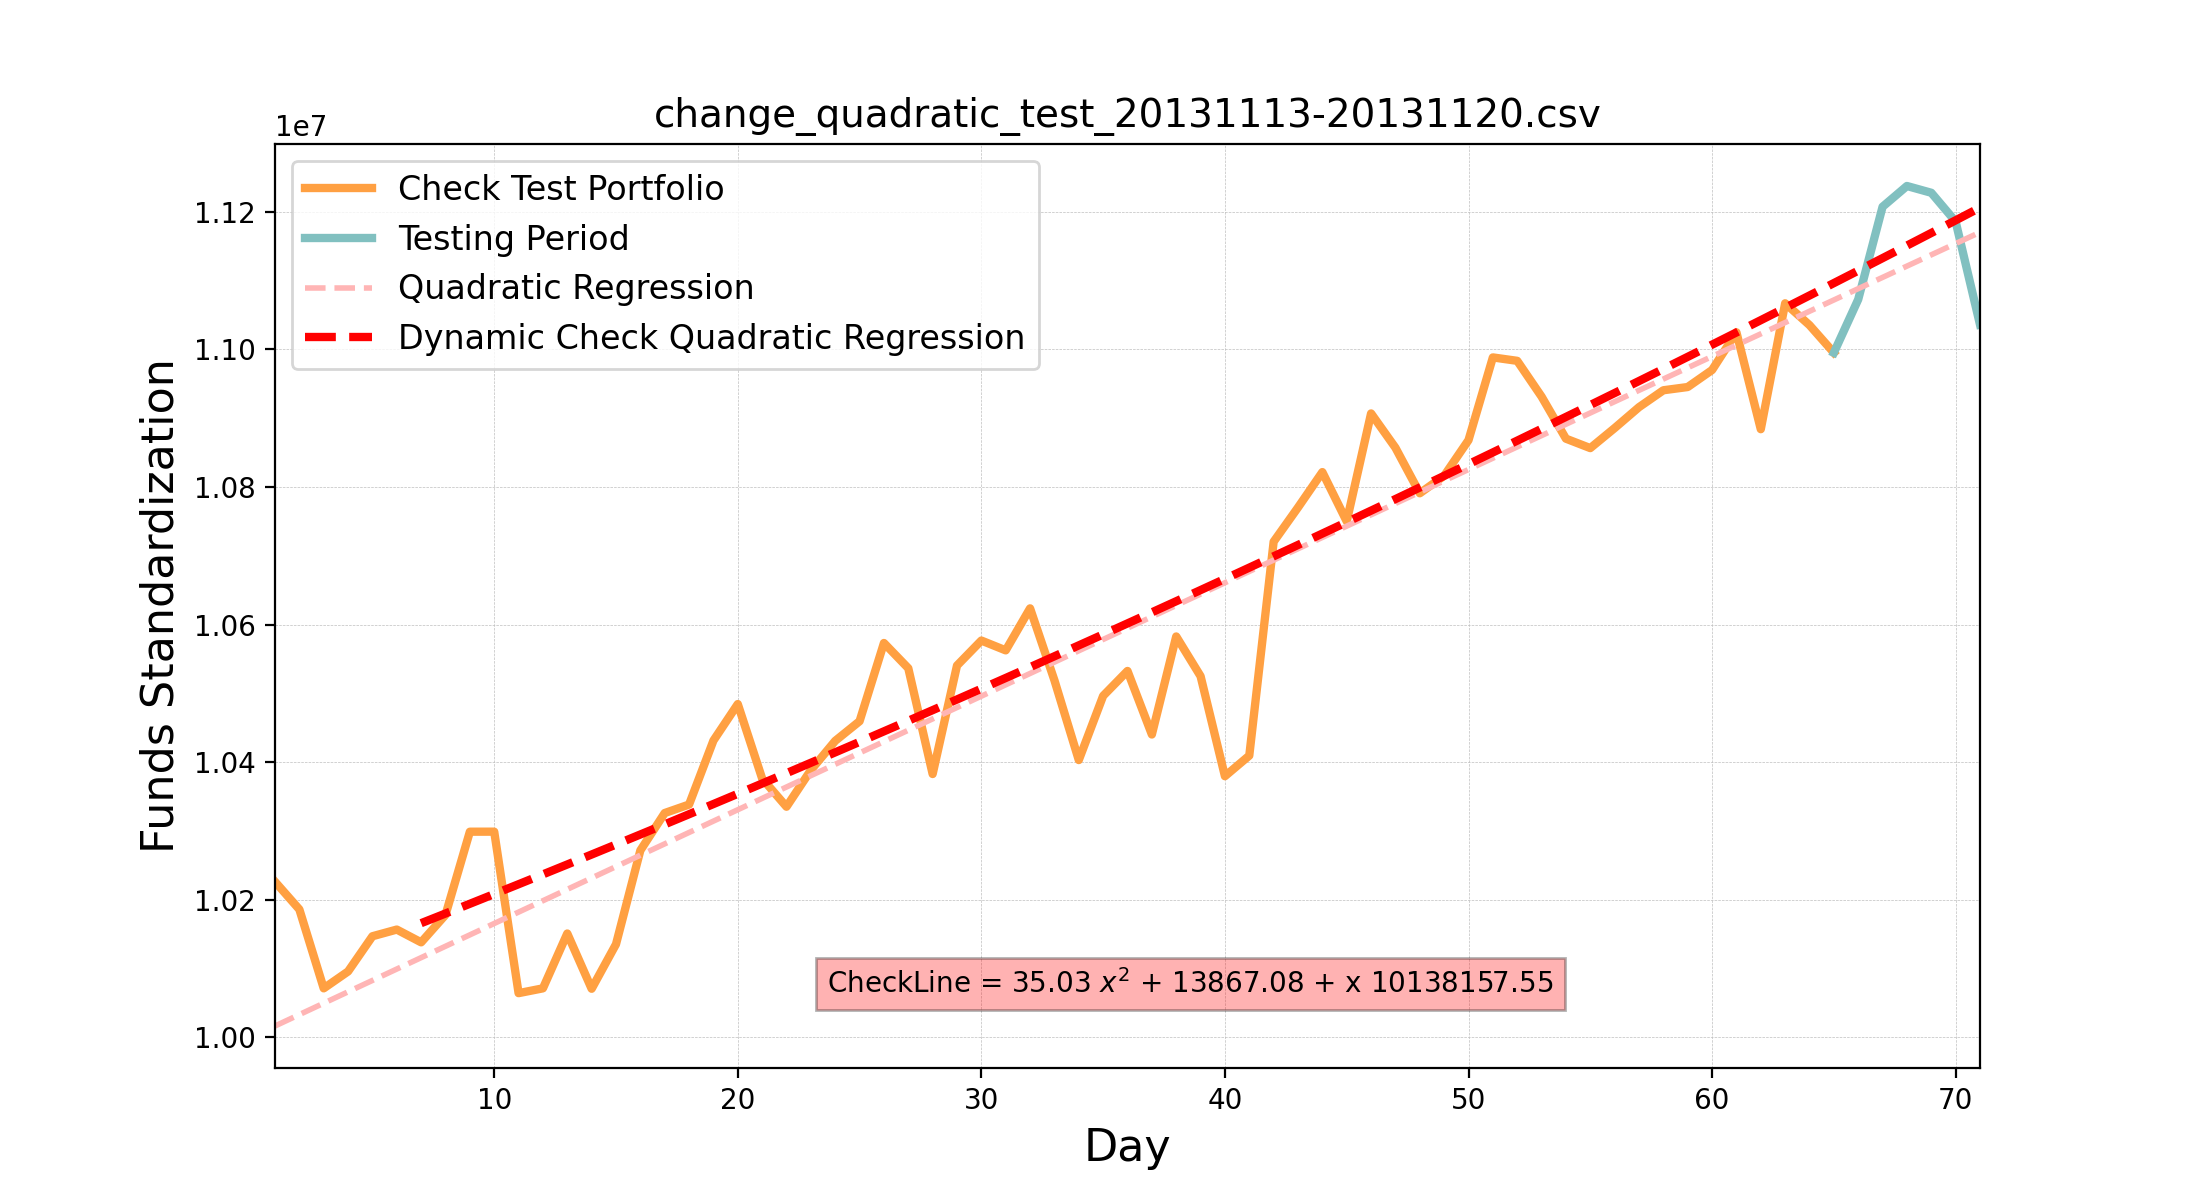 change_quadratic_test_20131113-20131120.csv
1e7
Check Test Portfolio
Testing Period
Quadratic Regression
Dynamic Check Quadratic Regression
1.12
1.10
1.08
1.06
1.04
1.02
1.00
Funds Standardization
CheckLine = 35.03 x² + 13867.08 + x 10138157.55
10 20 30 40 50 60 70
Day